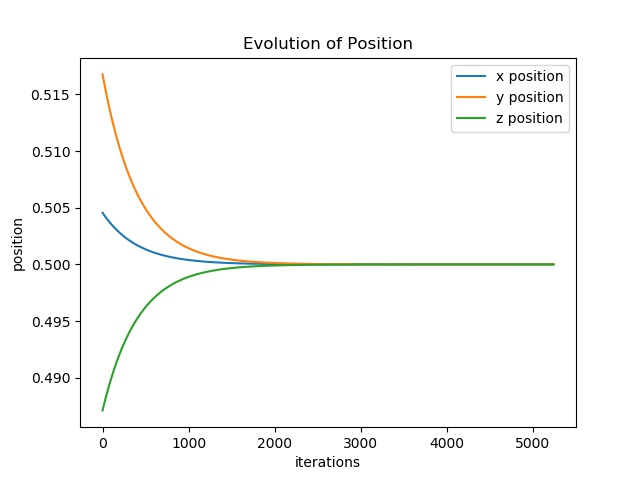 Evolution of Position
x position
y position
z position
0.515
0.510
0.505
0.500
0.495
0.490
position
0 1000 2000 3000 4000 5000
iterations